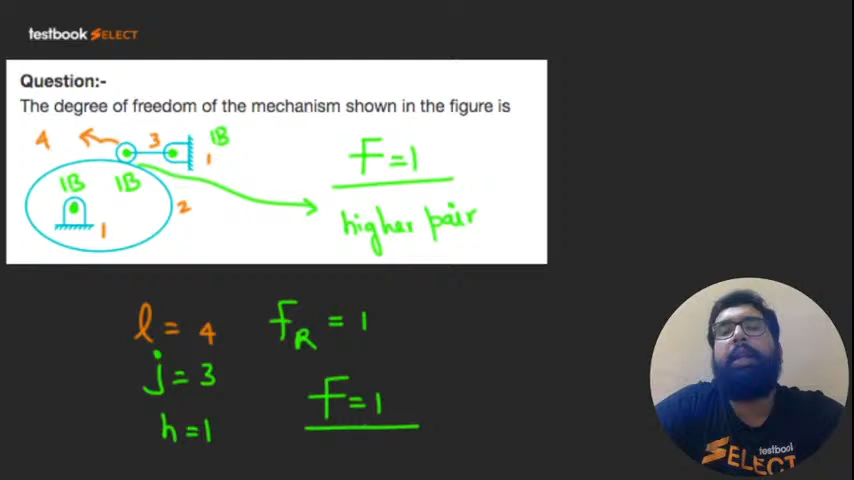 testbook SELECT
Question:-
The degree of freedom of the mechanism shown in the figure is
4 3 1B
1
F=1
1B 1B
2
1
higher pair
l = 4
j = 3
h = 1
fR = 1
F = 1
testbook
SELECT